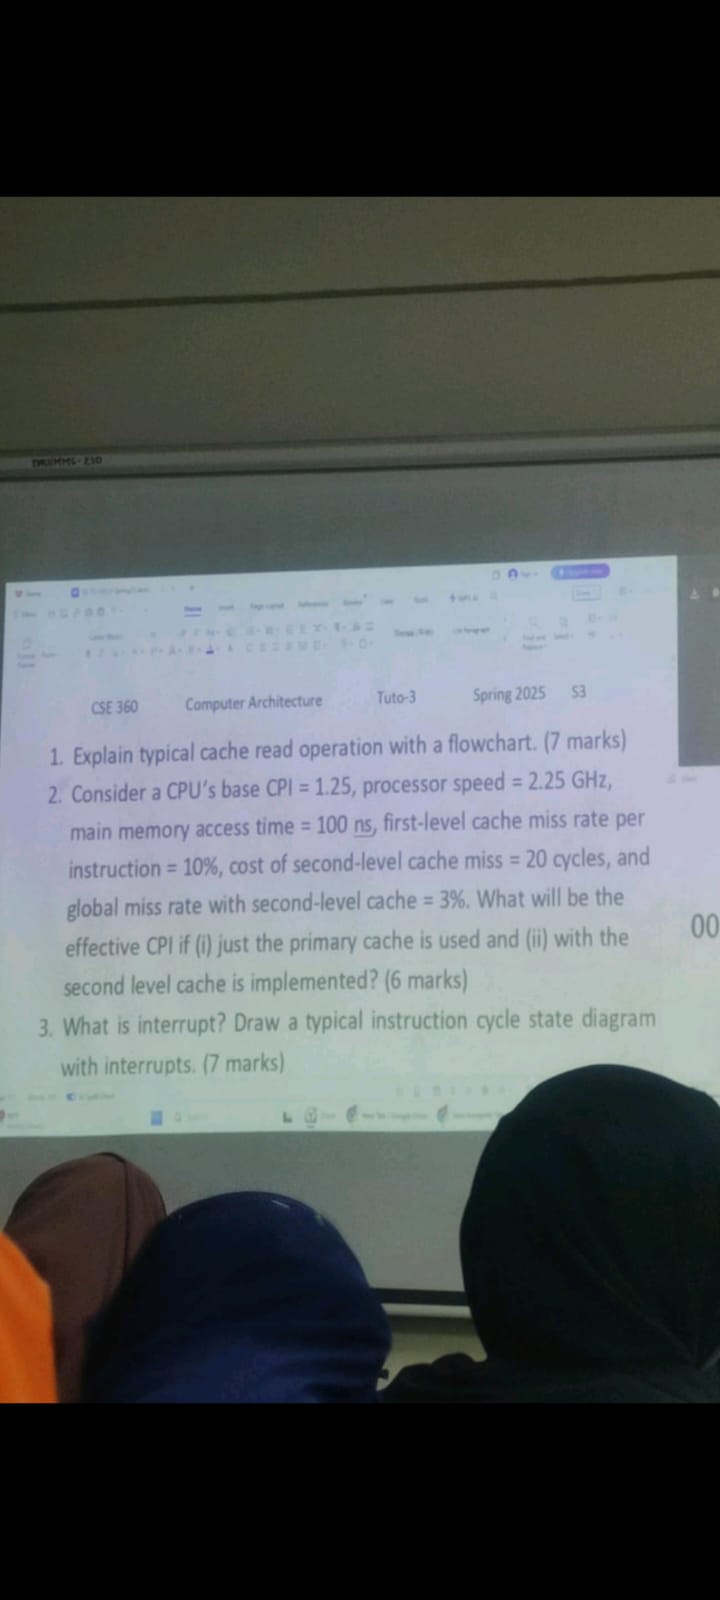 CSE 360 Computer Architecture Tuto-3 Spring 2025 S3
1. Explain typical cache read operation with a flowchart. (7 marks)
2. Consider a CPU's base CPI = 1.25, processor speed = 2.25 GHz,
main memory access time = 100 ns, first-level cache miss rate per
instruction = 10%, cost of second-level cache miss = 20 cycles, and
global miss rate with second-level cache = 3%. What will be the
effective CPI if (i) just the primary cache is used and (ii) with the
second level cache is implemented? (6 marks)
00
3. What is interrupt? Draw a typical instruction cycle state diagram
with interrupts. (7 marks)